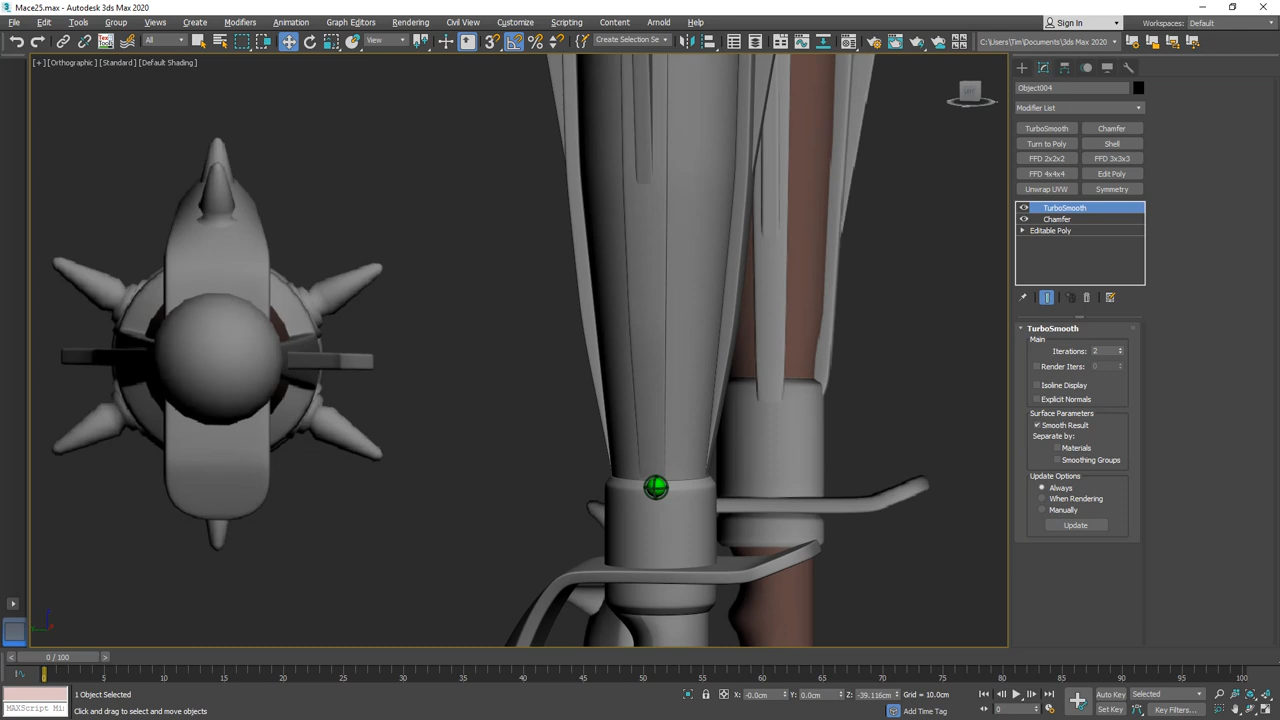 Mace25.max - Autodesk 3ds Max 2020
File Edit Tools Group Views Create Modifiers Animation Graph Editors Rendering Civil View Customize Scripting Content Arnold Help
Sign In
Workspaces: Default
All
View
Create Selection Se
C:\Users\Tim\Documents\3ds Max 2020
[+] [Orthographic] [Standard] [Default Shading]
Object004
Modifier List
TurboSmooth Chamfer
Turn to Poly Shell
FFD 2x2x2 FFD 3x3x3
FFD 4x4x4 Edit Poly
Unwrap UVW Symmetry
TurboSmooth
Chamfer
Editable Poly
TurboSmooth
Main
Iterations: 2
Render Iters: 0
Isoline Display
Explicit Normals
Surface Parameters
Smooth Result
Separate by:
Materials
Smoothing Groups
Update Options
Always
When Rendering
Manually
Update
0 / 100
0 5 10 15 20 25 30 35 40 45 50 55 60 65 70 75 80 85 90 95 100
1 Object Selected
X: -0.0cm Y: 0.0cm Z: -39.116cm Grid = 10.0cm
Auto Key Selected
MAXScript Mi
Click and drag to select and move objects
Add Time Tag
0
Set Key Key Filters...